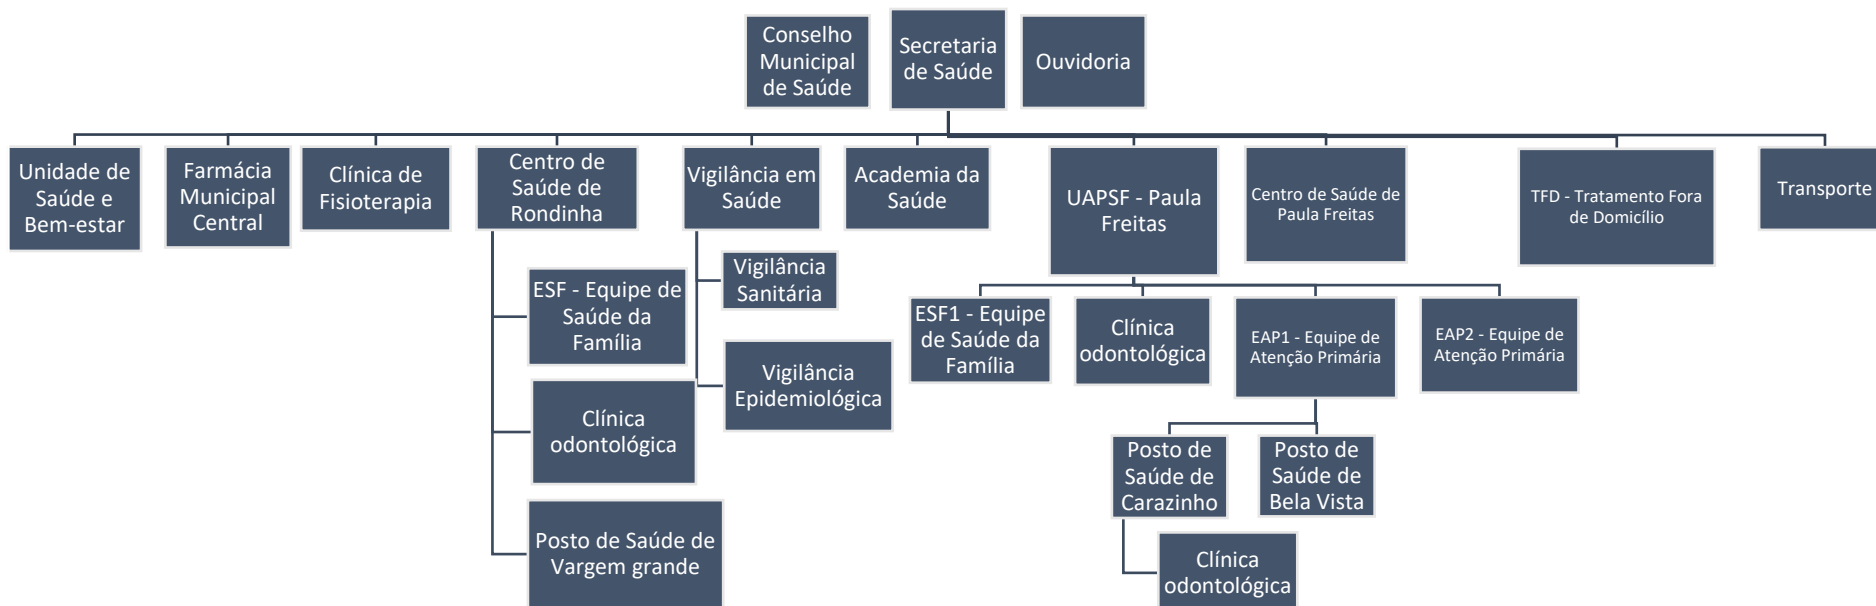 Conselho
Municipal
de Saúde
Secretaria
de Saúde
Ouvidoria
Unidade de
Saúde e
Bem-estar
Farmácia
Municipal
Central
Clínica de
Fisioterapia
Centro de
Saúde de
Rondinha
Vigilância em
Saúde
Academia da
Saúde
UAPSF - Paula
Freitas
Centro de Saúde de
Paula Freitas
TFD - Tratamento Fora
de Domicílio
Transporte
ESF - Equipe de
Saúde da
Família
Clínica
odontológica
Posto de Saúde de
Vargem grande
Vigilância
Sanitária
Vigilância
Epidemiológica
ESF1 - Equipe
de Saúde da
Família
Clínica
odontológica
EAP1 - Equipe de
Atenção Primária
EAP2 - Equipe de
Atenção Primária
Posto de
Saúde de
Carazinho
Posto de
Saúde de
Bela Vista
Clínica
odontológica